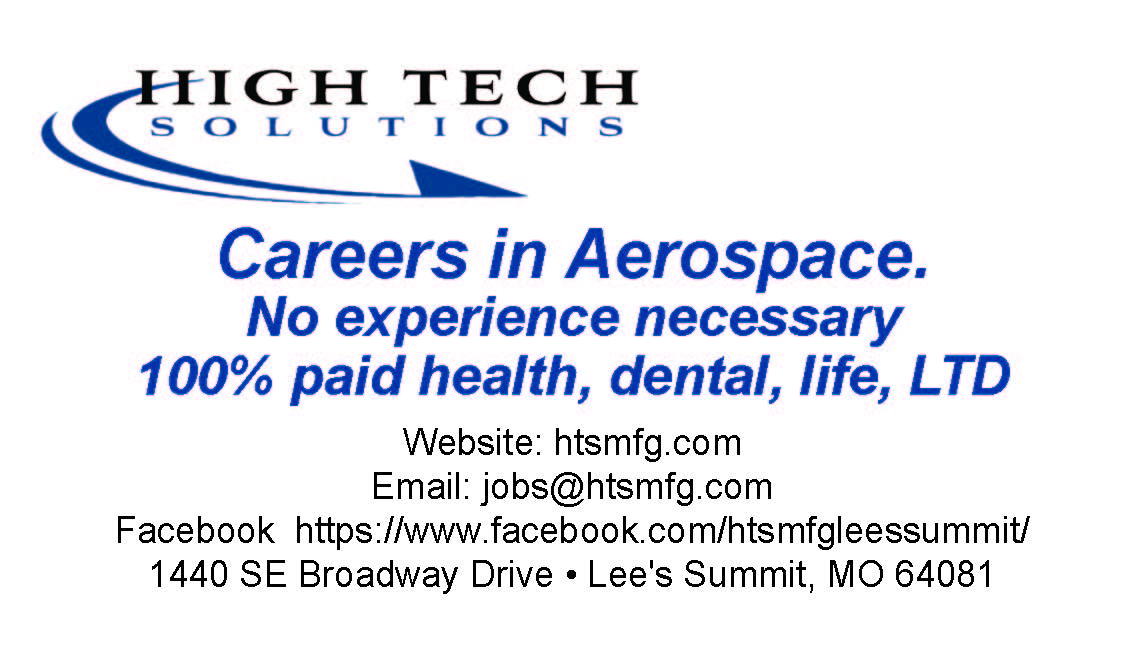 HIGH TECH
SOLUTIONS
Careers in Aerospace.
No experience necessary
100% paid health, dental, life, LTD
Website: htsmfg.com
Email: jobs@htsmfg.com
Facebook  https://www.facebook.com/htsmfgleessummit/
1440 SE Broadway Drive • Lee's Summit, MO 64081